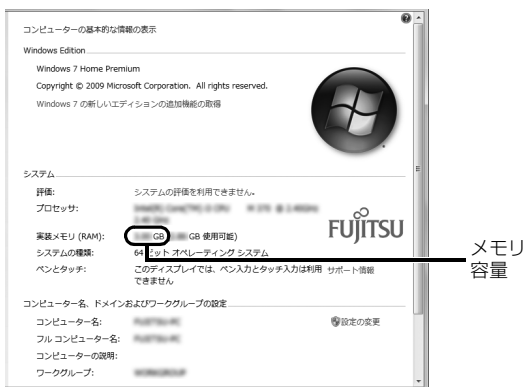 コンピューターの基本的な情報の表示
Windows Edition
Windows 7 Home Premium
Copyright © 2009 Microsoft Corporation. All rights reserved.
Windows 7 の新しいエディションの追加機能の取得
システム
評価: システムの評価を利用できません。
プロセッサ:
実装メモリ (RAM): GB GB 使用可能)
システムの種類: 64 ビット オペレーティング システム
ペンとタッチ: このディスプレイでは、ペン入力とタッチ入力は利用
できません
FUJITSU
サポート情報
メモリ
容量
コンピューター名、ドメインおよびワークグループの設定
コンピューター名: 設定の変更
フル コンピューター名:
コンピューターの説明:
ワークグループ: